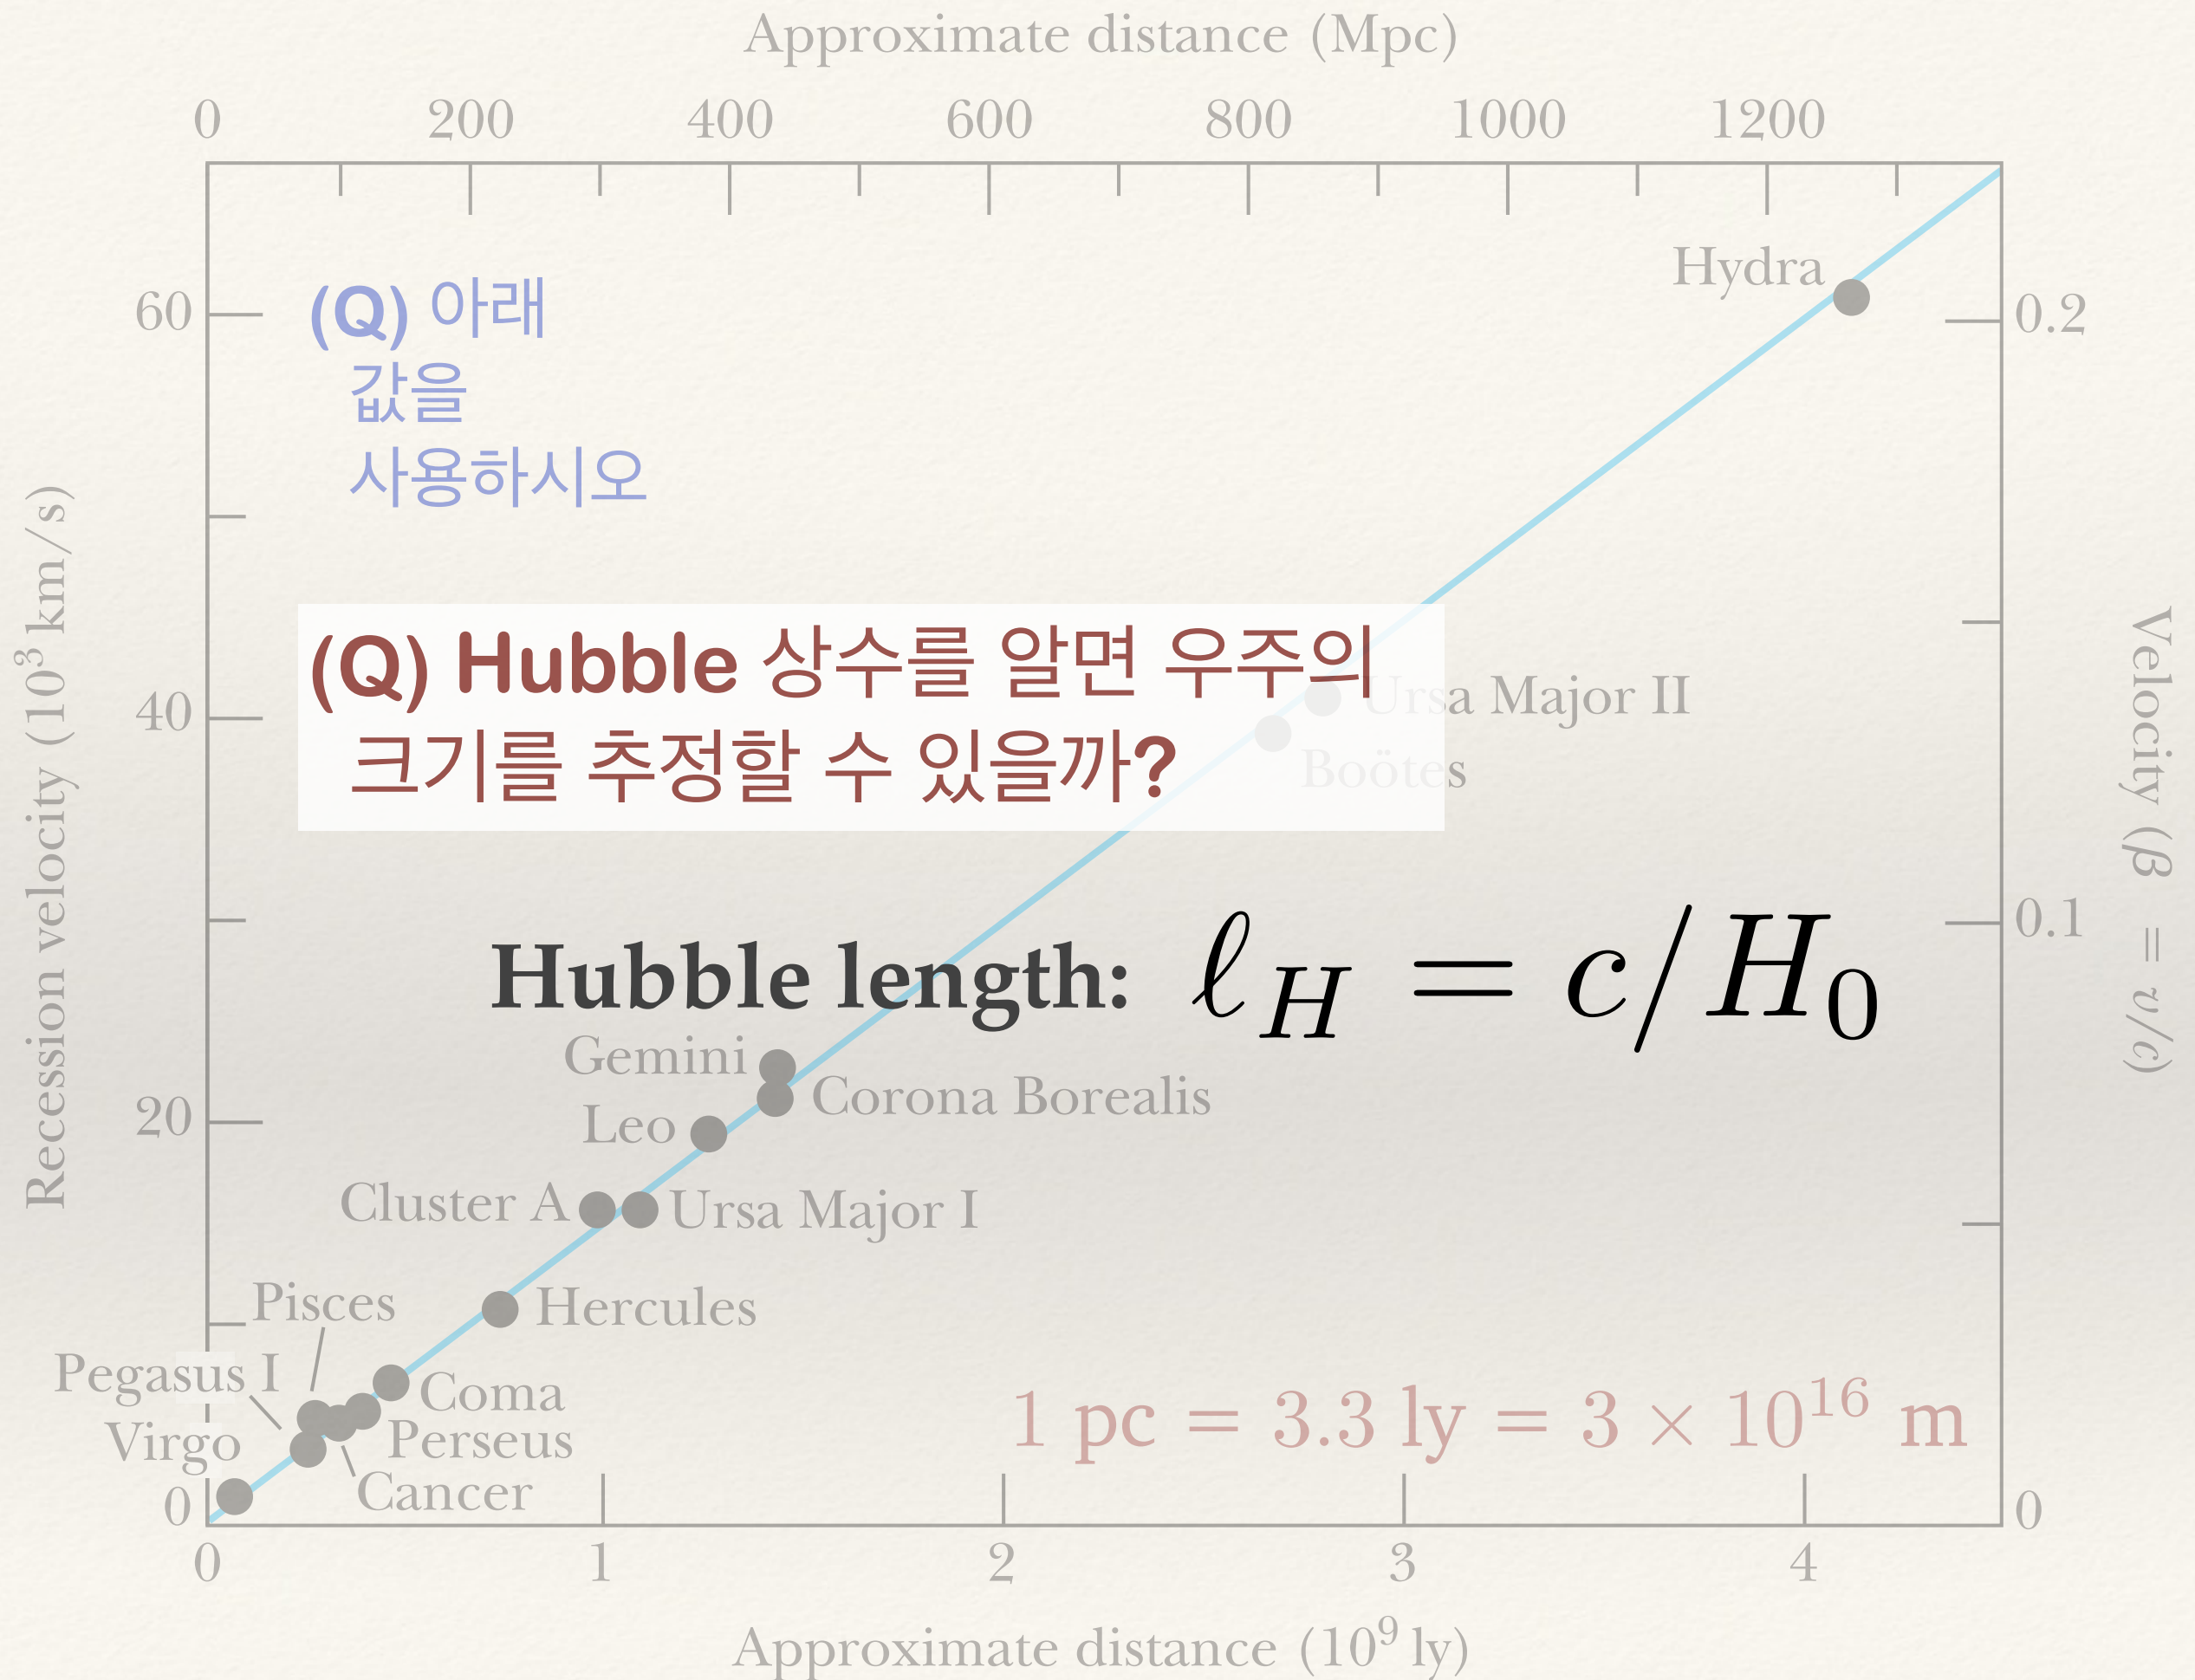 Approximate distance (Mpc)
0 200 400 600 800 1000 1200
Hydra
60
0.2
(Q) 아래
값을
사용하시오
Recession velocity (10³ km/s)
Velocity (β = v/c)
(Q) Hubble 상수를 알면 우주의
크기를 추정할 수 있을까?
40
Ursa Major II
Boötes
0.1
Hubble length: ℓ_H = c/H₀
Gemini
Corona Borealis
20
Leo
Cluster A
Ursa Major I
Pisces
Hercules
Pegasus I
Coma
Virgo
Perseus
Cancer
1 pc = 3.3 ly = 3 × 10¹⁶ m
0
0
0 1 2 3 4
Approximate distance (10⁹ ly)